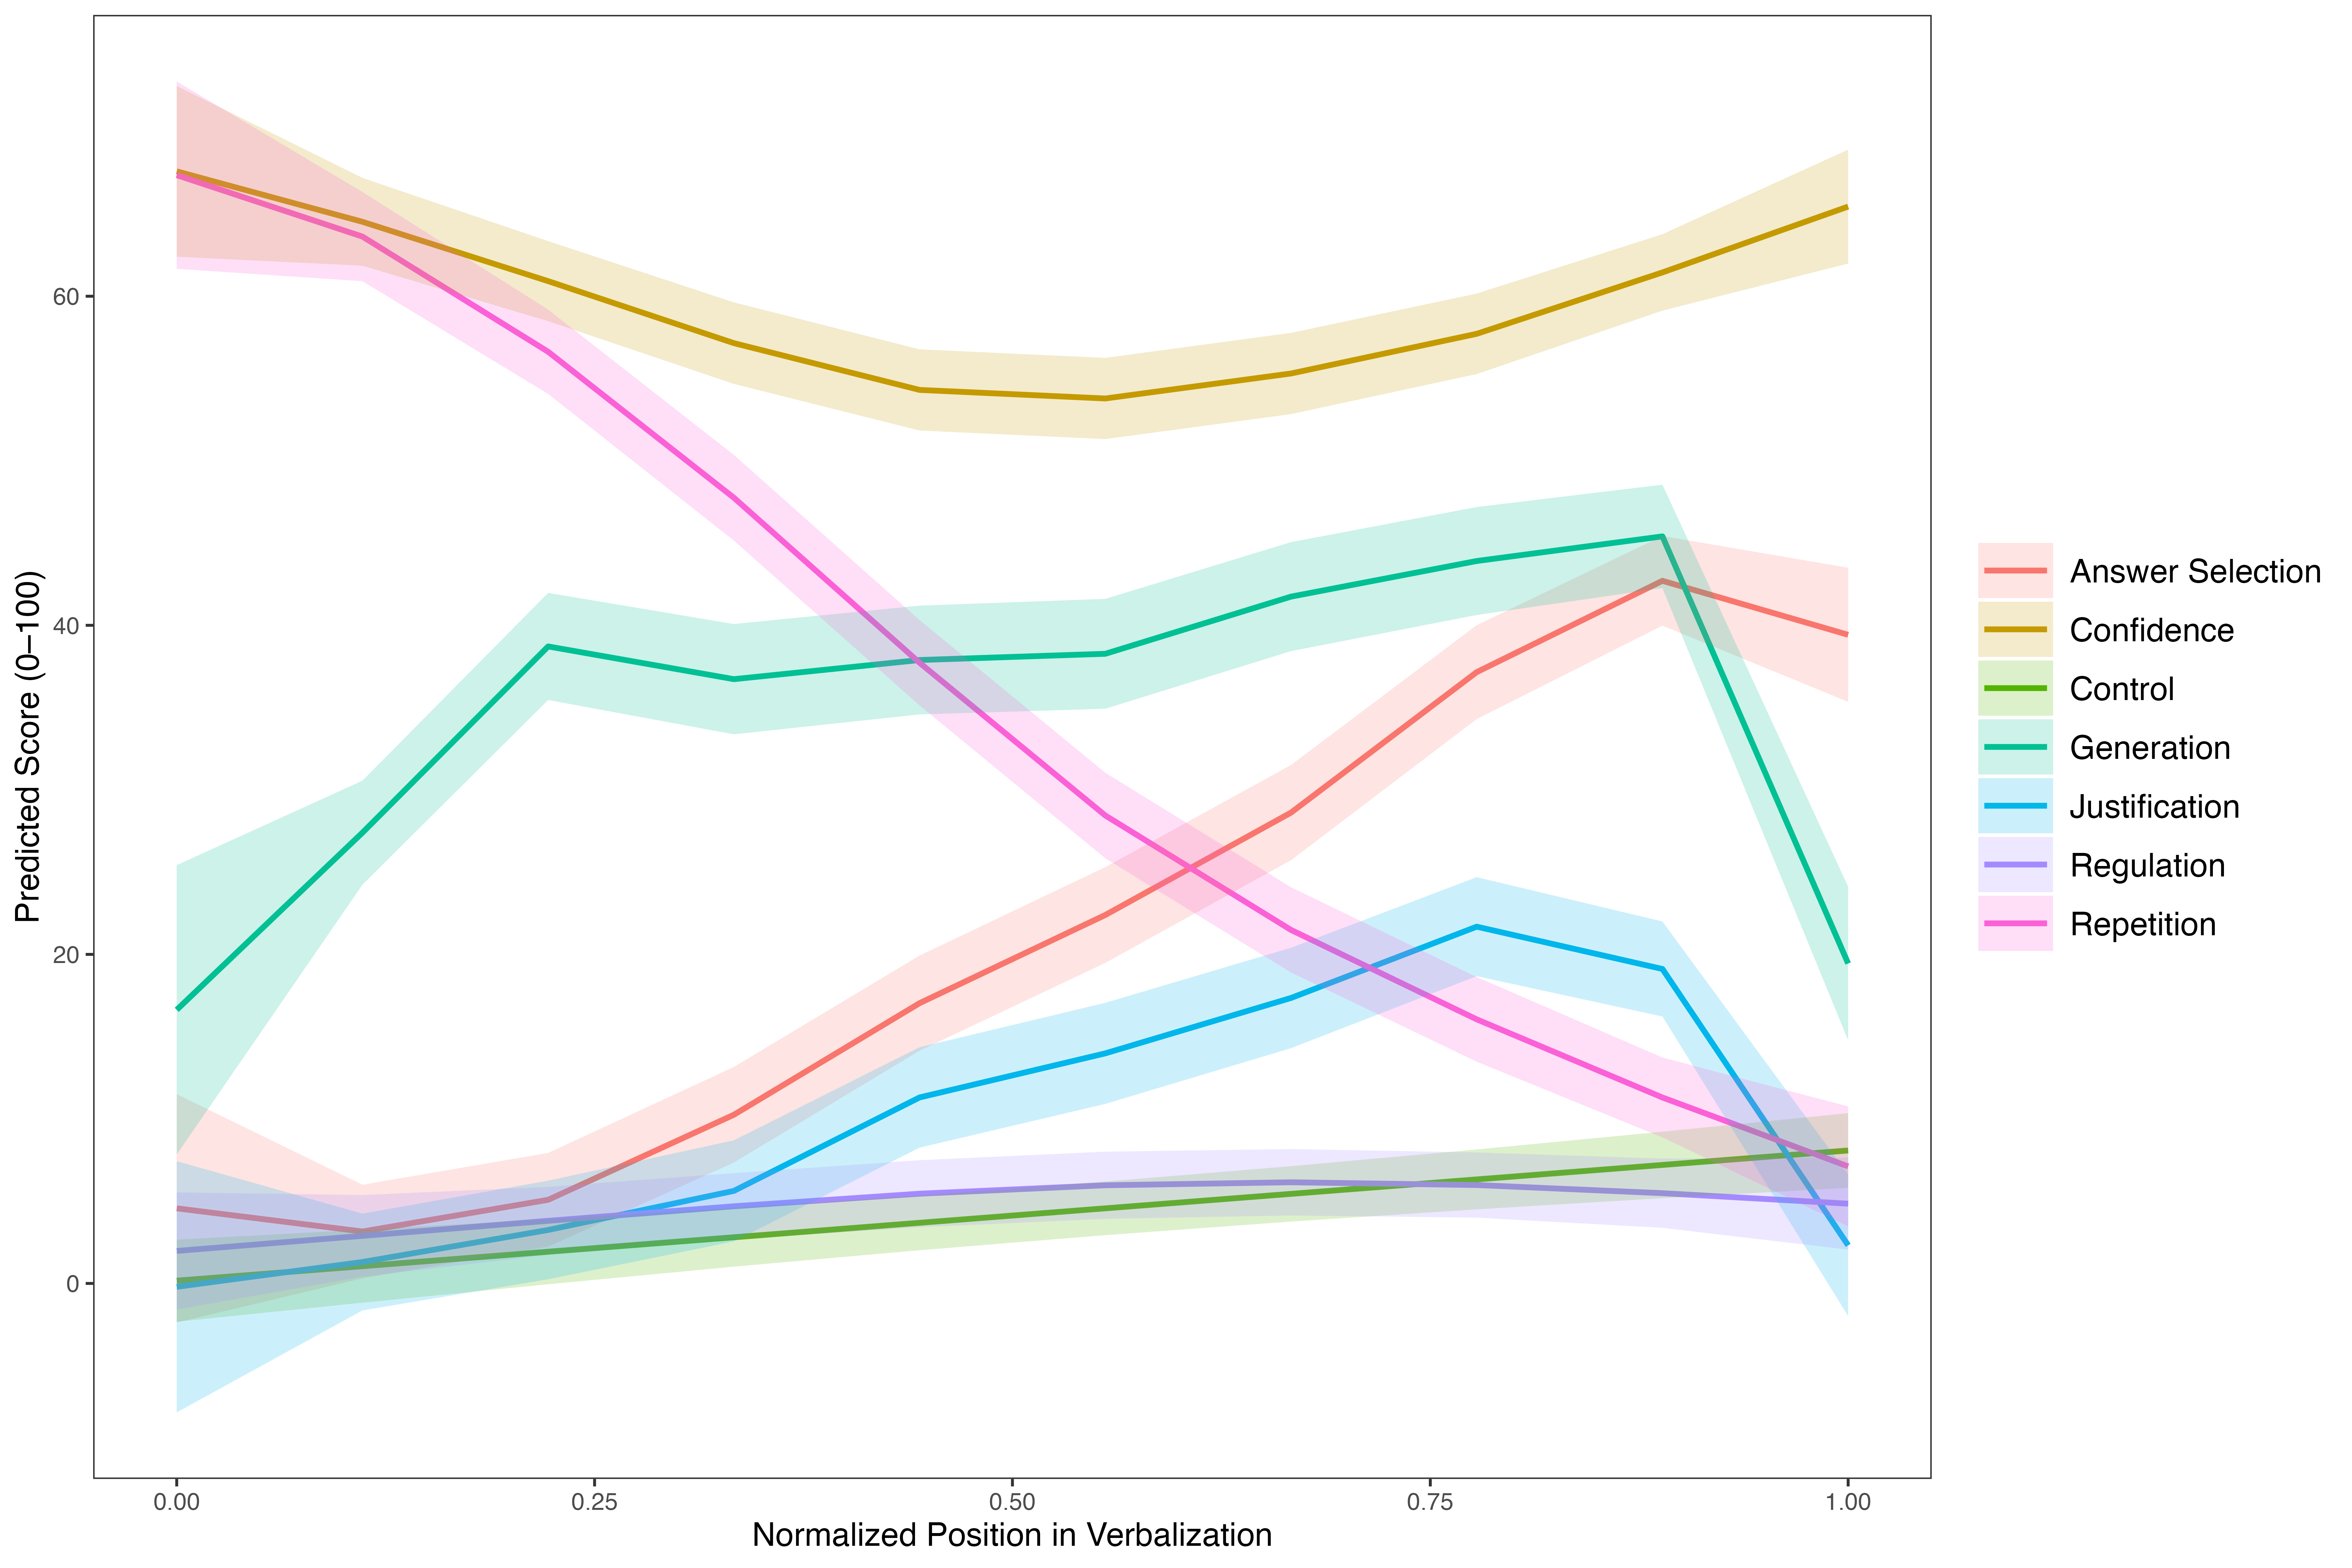 Predicted Score (0–100)
60
40
20
0
0.00
0.25
0.50
0.75
1.00
Normalized Position in Verbalization
Answer Selection
Confidence
Control
Generation
Justification
Regulation
Repetition